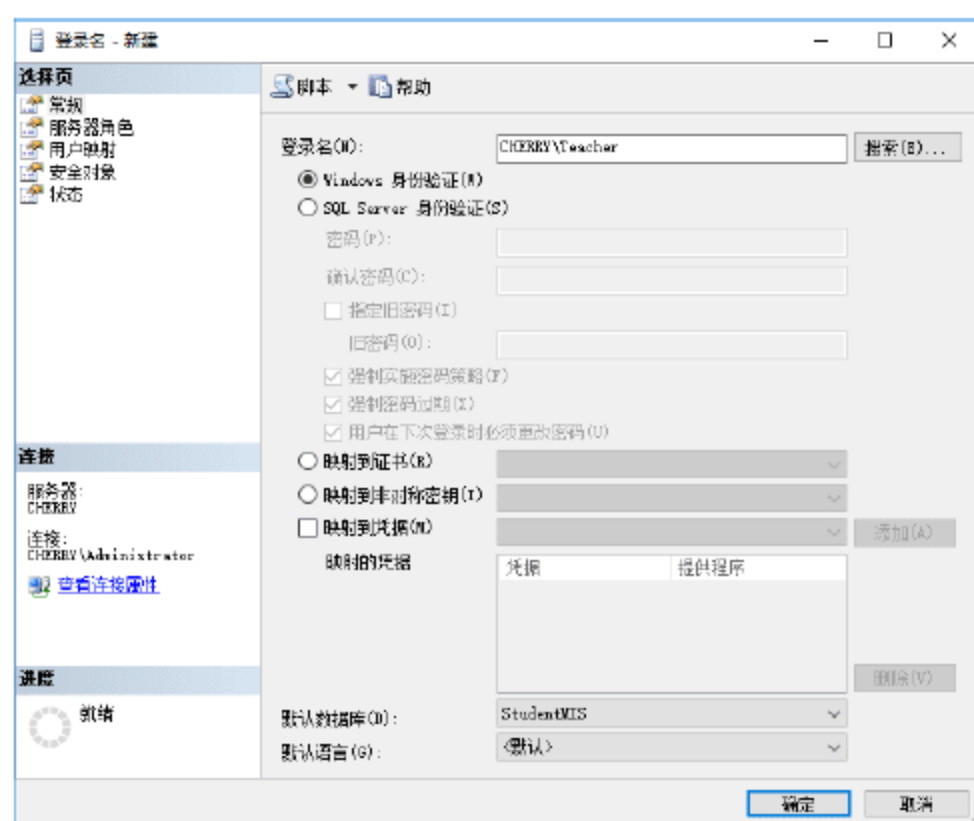 登录名 - 新建
选择页
常规
服务器角色
用户映射
安全对象
状态
脚本 帮助
登录名(N): CHERRY\Teacher 搜索(E)...
Windows 身份验证(W)
SQL Server 身份验证(S)
密码(P):
确认密码(C):
指定旧密码(I)
旧密码(O):
强制实施密码策略(F)
强制密码过期(X)
用户在下次登录时必须更改密码(U)
映射到证书(R)
映射到非对称密钥(T)
映射到凭据(M) 添加(A)
映射的凭据 凭据 提供程序
删除(V)
默认数据库(D): StudentMIS
默认语言(G): <默认>
连接
服务器:
CHERRY
连接:
CHERRY\Administrator
查看连接属性
进度
就绪
确定 取消